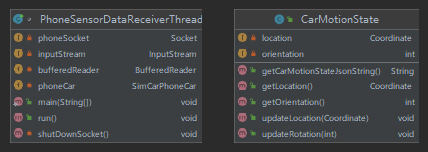 PhoneSensorDataReceiverThread
phoneSocket Socket
inputStream InputStream
bufferedReader BufferedReader
phoneCar SimCarPhoneCar
main(String[]) void
run() void
shutDownSocket() void
CarMotionState
location Coordinate
orientation int
getCarMotionStateJsonString() String
getLocation() Coordinate
getOrientation() int
updateLocation(Coordinate) void
updateRotation(int) void